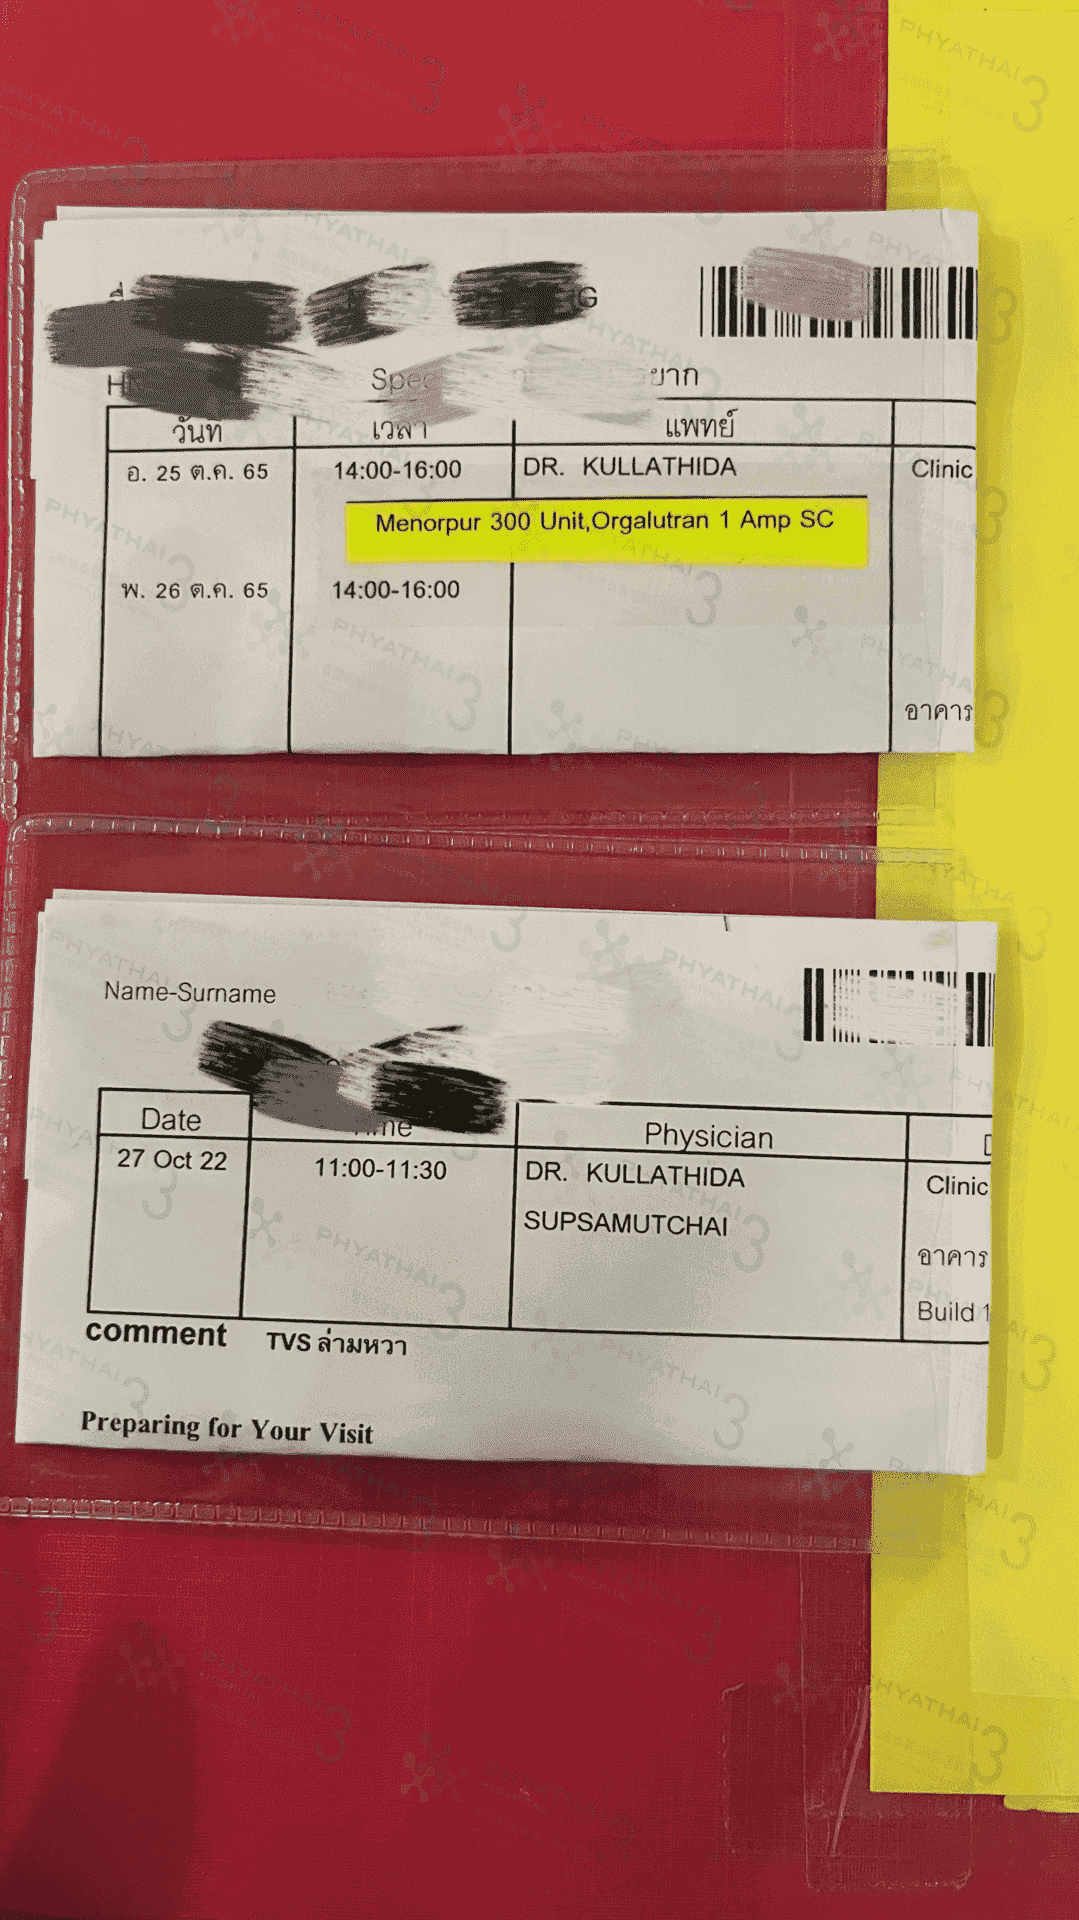 วันที่ เวลา แพทย์
อ. 25 ต.ค. 65 14:00-16:00 DR. KULLATHIDA Clinic
Menorpur 300 Unit,Orgalutran 1 Amp SC
พ. 26 ต.ค. 65 14:00-16:00
อาคาร
Name-Surname
Date Physician
27 Oct 22 11:00-11:30 DR. KULLATHIDA Clinic
SUPSAMUTCHAI
อาคาร
Build 1
comment TVS ล่ามหวา
Preparing for Your Visit
PHYATHAI 3